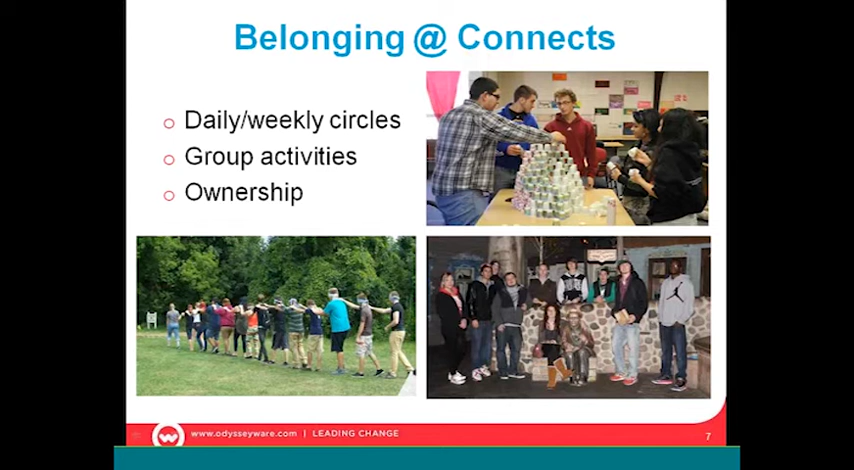 Belonging @ Connects
Daily/weekly circles
Group activities
Ownership
www.odysseyware.com | LEADING CHANGE
7